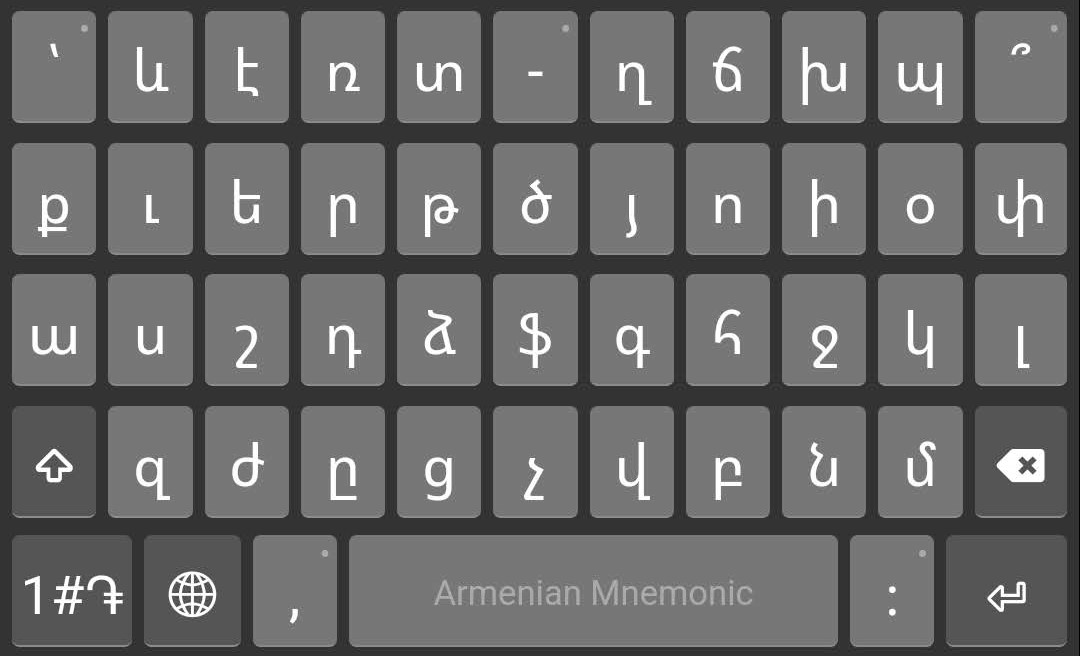 ՝ և է ռ տ - ղ ճ խ պ ՞
ք ւ ե ր թ ծ յ ո ի օ փ
ա ս շ դ ձ ֆ գ հ ջ կ լ
զ ժ ը ց չ վ բ ն մ
1#֏ , Armenian Mnemonic :